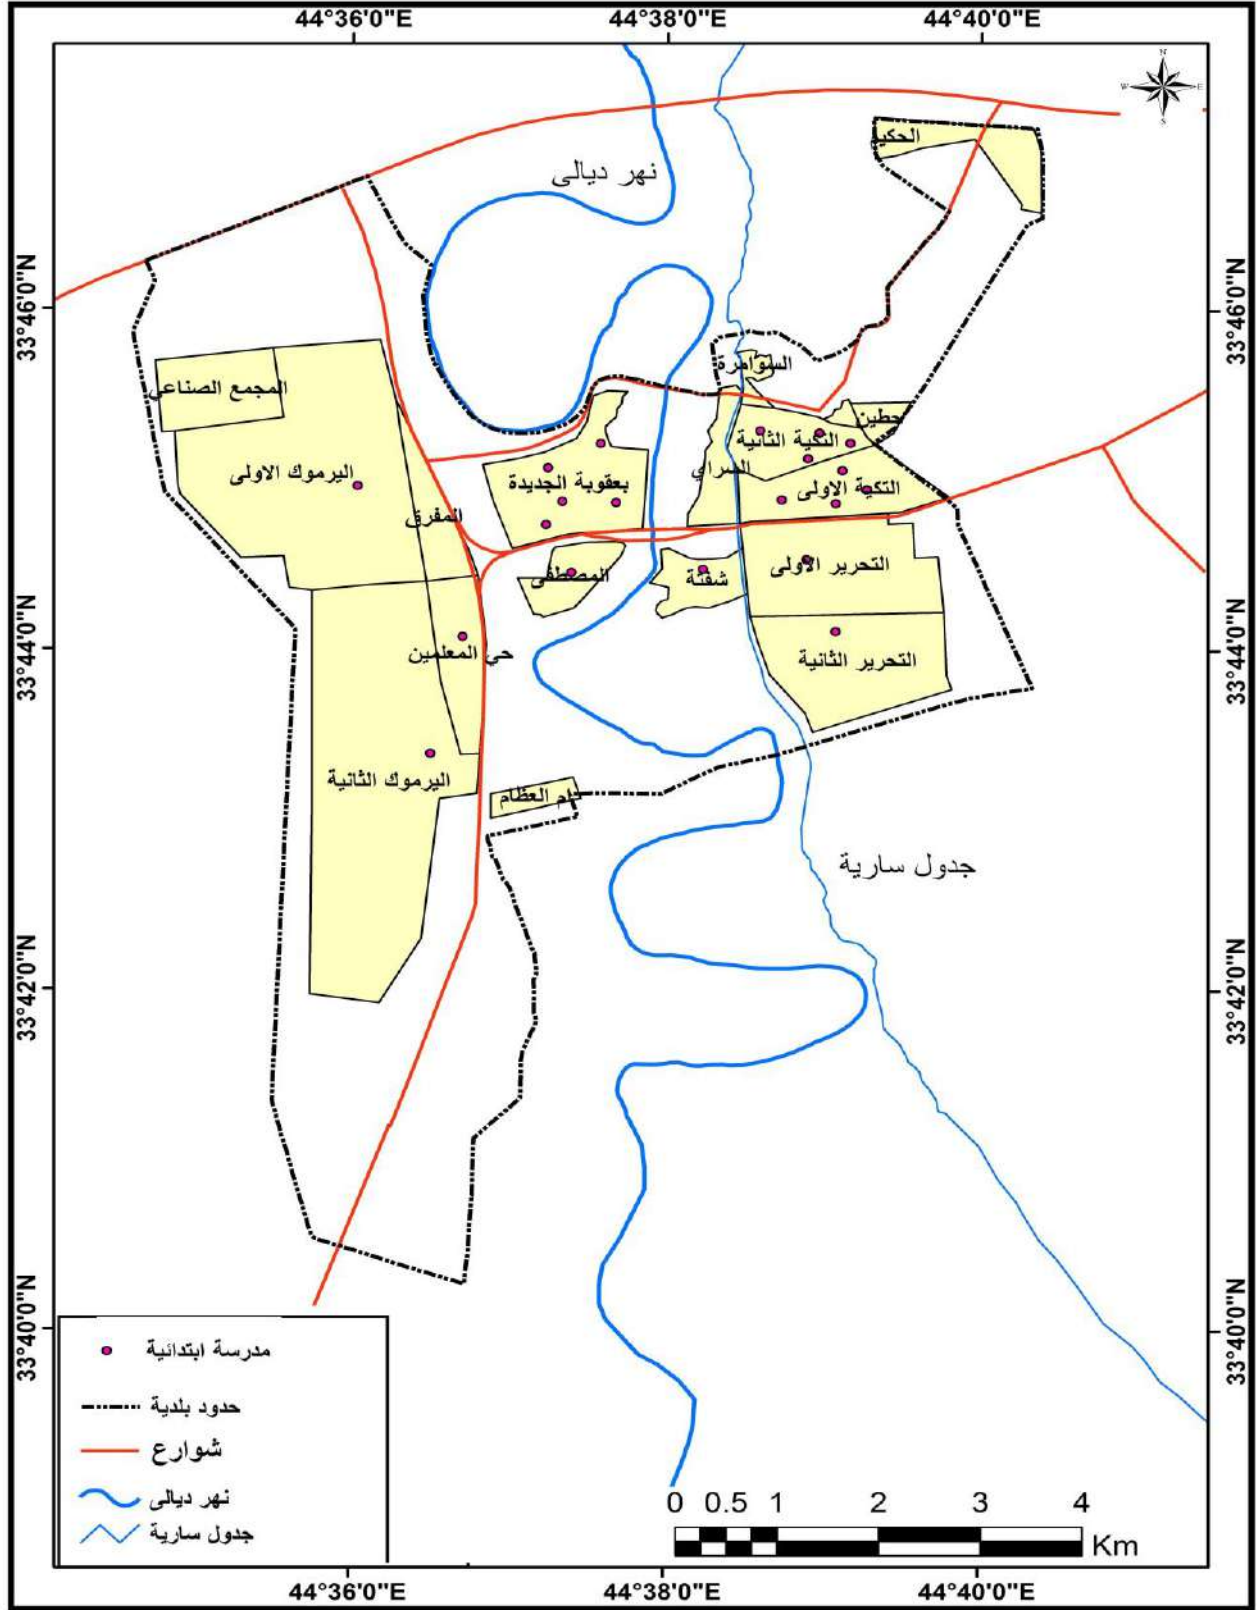 44°36'0"E 44°38'0"E 44°40'0"E
N
W E
S
الحكيـ
نهر ديالى
33°46'0"N 33°46'0"N
السوامرة
المجمع الصناعي
حطين
التكية الثانية
اليرموك الاولى
بعقوبة الجديدة
السراي
التكية الاولى
المفرق
المصطفى
شفتة
التحرير الاولى
33°44'0"N 33°44'0"N
حي المعلمين
التحرير الثانية
اليرموك الثانية
ام العظام
جدول سارية
33°42'0"N 33°42'0"N
33°40'0"N 33°40'0"N
مدرسة ابتدائية
حدود بلدية
شوارع
نهر ديالى
جدول سارية
0 0.5 1 2 3 4
Km
44°36'0"E 44°38'0"E 44°40'0"E